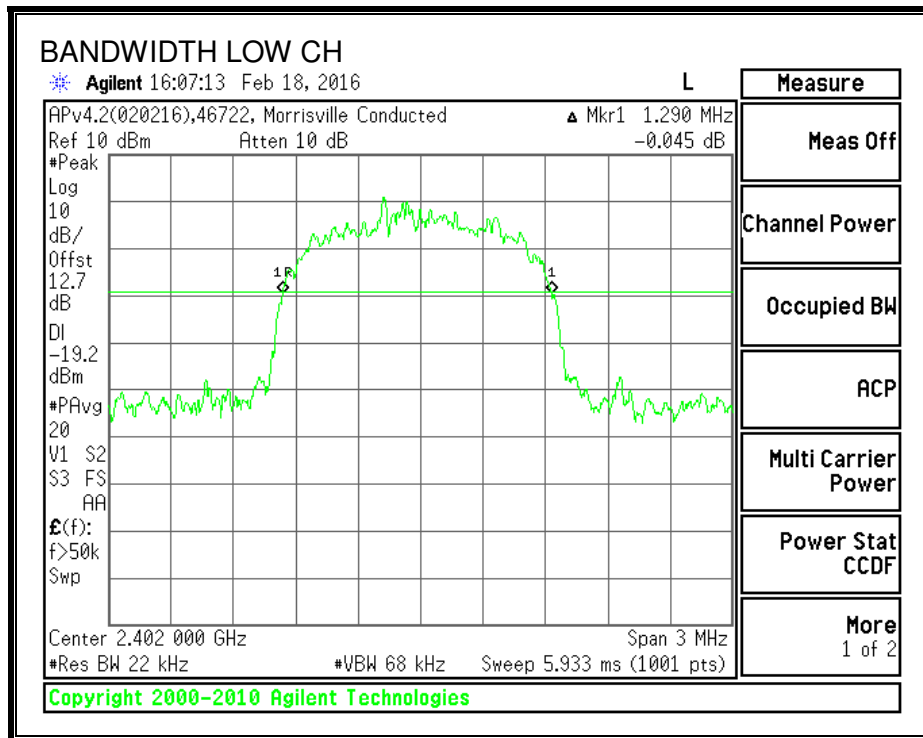 BANDWIDTH LOW CH
Agilent 16:07:13 Feb 18, 2016 L
APv4.2(020216),46722, Morrisville Conducted
Δ Mkr1 1.290 MHz
Ref 10 dBm Atten 10 dB -0.045 dB
#Peak
Log
10
dB/
Offst
12.7
dB
DI
-19.2
dBm
#PAvg
20
V1 S2
S3 FS
AA
£(f):
f>50k
Swp
1R
1
Center 2.402 000 GHz Span 3 MHz
#Res BW 22 kHz #VBW 68 kHz Sweep 5.933 ms (1001 pts)
Copyright 2000-2010 Agilent Technologies
Measure
Meas Off
Channel Power
Occupied BW
ACP
Multi Carrier
Power
Power Stat
CCDF
More
1 of 2